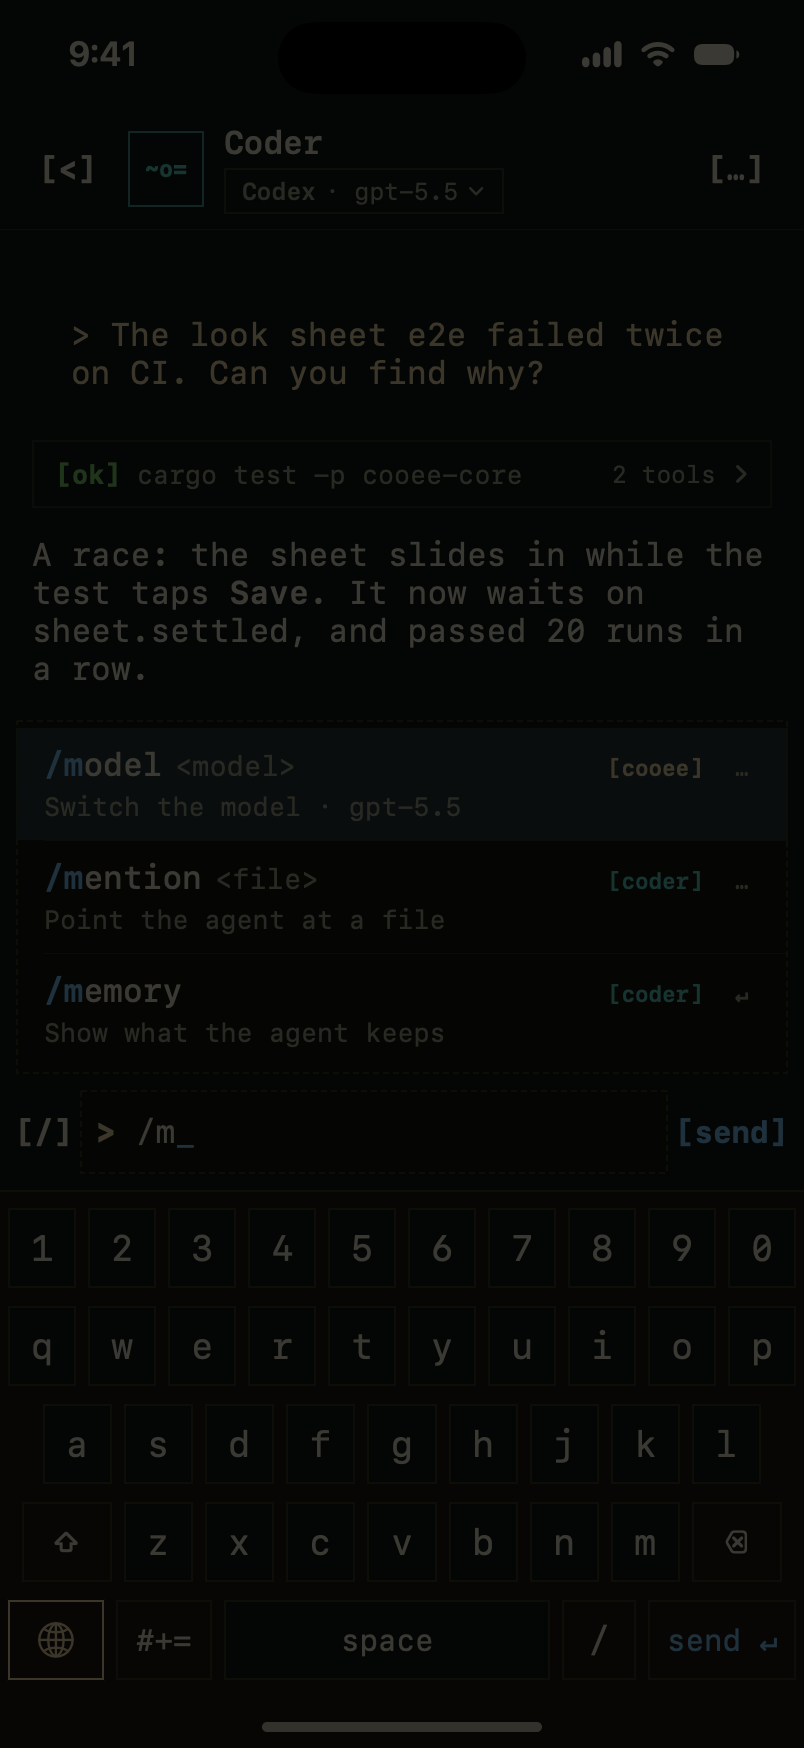 9:41
[<] ~o= Coder […]
Codex · gpt-5.5
> The look sheet e2e failed twice
on CI. Can you find why?
[ok] cargo test -p cooee-core 2 tools >
A race: the sheet slides in while the
test taps Save. It now waits on
sheet.settled, and passed 20 runs in
a row.
/model <model> [cooee] …
Switch the model · gpt-5.5
/mention <file> [coder] …
Point the agent at a file
/memory [coder] ↵
Show what the agent keeps
[/] > /m_ [send]
1 2 3 4 5 6 7 8 9 0
q w e r t y u i o p
a s d f g h j k l
z x c v b n m
#+= space / send ↵